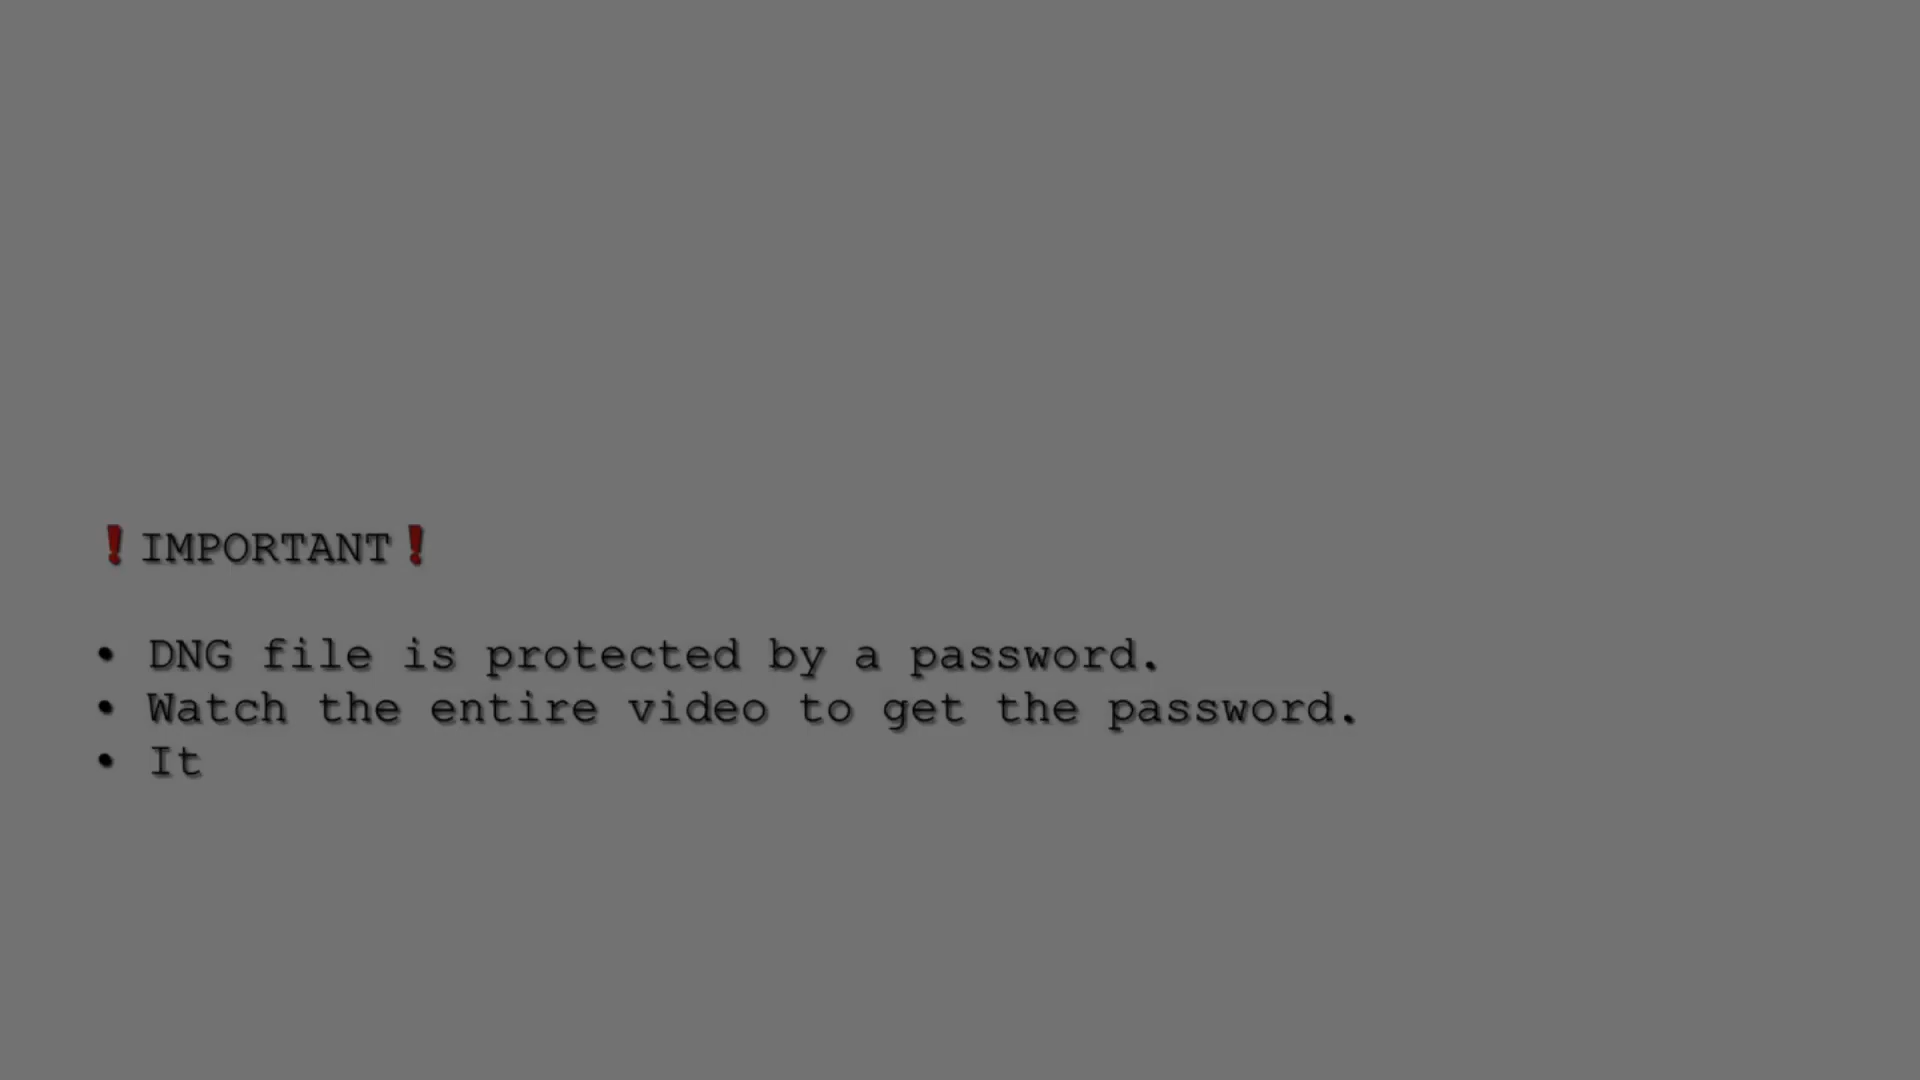 ❗IMPORTANT❗
• DNG file is protected by a password.
• Watch the entire video to get the password.
• It